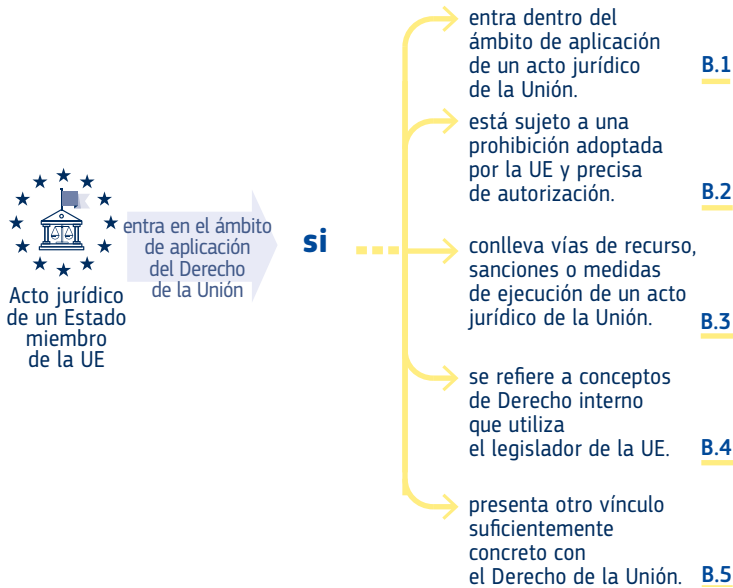 Acto jurídico
de un Estado
miembro
de la UE
entra en el ámbito
de aplicación
del Derecho
de la Unión
si
entra dentro del
ámbito de aplicación
de un acto jurídico
de la Unión.
B.1
está sujeto a una
prohibición adoptada
por la UE y precisa
de autorización.
B.2
conlleva vías de recurso,
sanciones o medidas
de ejecución de un acto
jurídico de la Unión.
B.3
se refiere a conceptos
de Derecho interno
que utiliza
el legislador de la UE.
B.4
presenta otro vínculo
suficientemente
concreto con
el Derecho de la Unión.
B.5